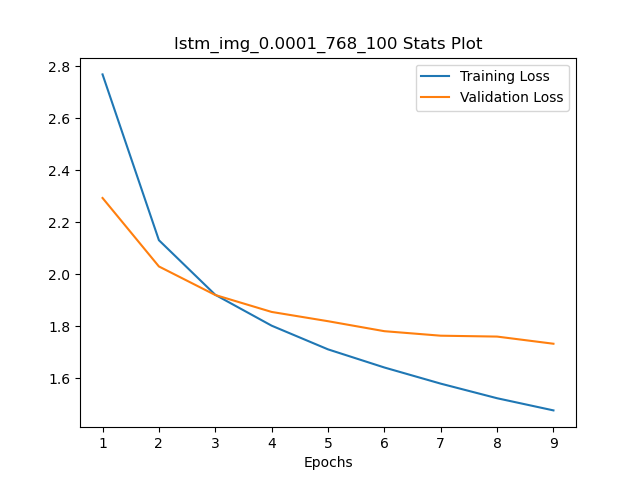 lstm_img_0.0001_768_100 Stats Plot
Training Loss
Validation Loss
2.8
2.6
2.4
2.2
2.0
1.8
1.6
1 2 3 4 5 6 7 8 9
Epochs